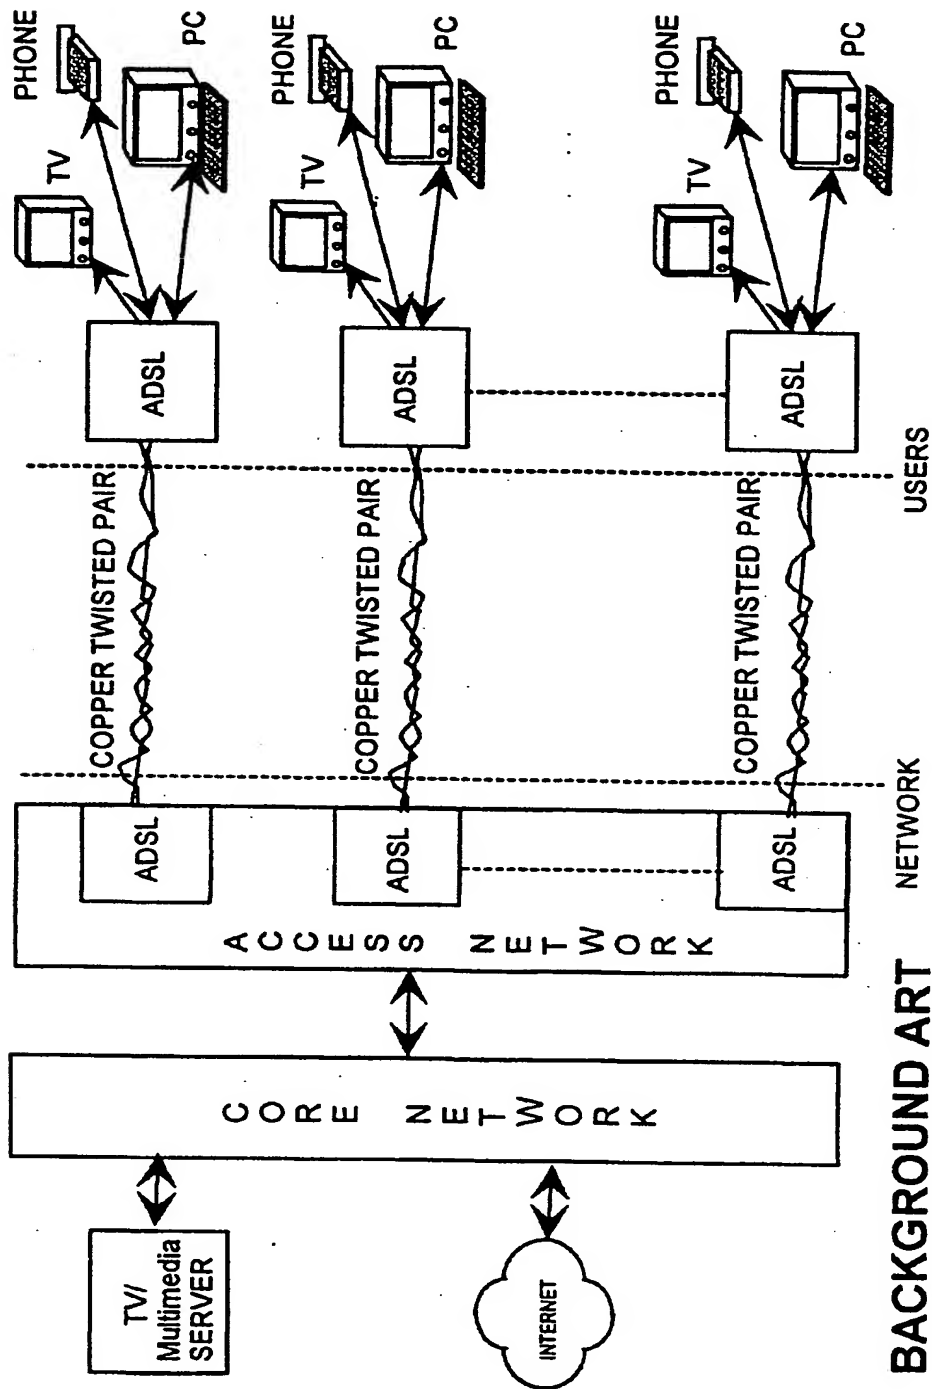 TV/
Multimedia
SERVER
INTERNET
CORE NETWORK
ACCESS NETWORK
ADSL
ADSL
ADSL
COPPER TWISTED PAIR
COPPER TWISTED PAIR
COPPER TWISTED PAIR
NETWORK
USERS
ADSL
TV
PHONE
PC
ADSL
TV
PHONE
PC
ADSL
TV
PHONE
PC
BACKGROUND ART